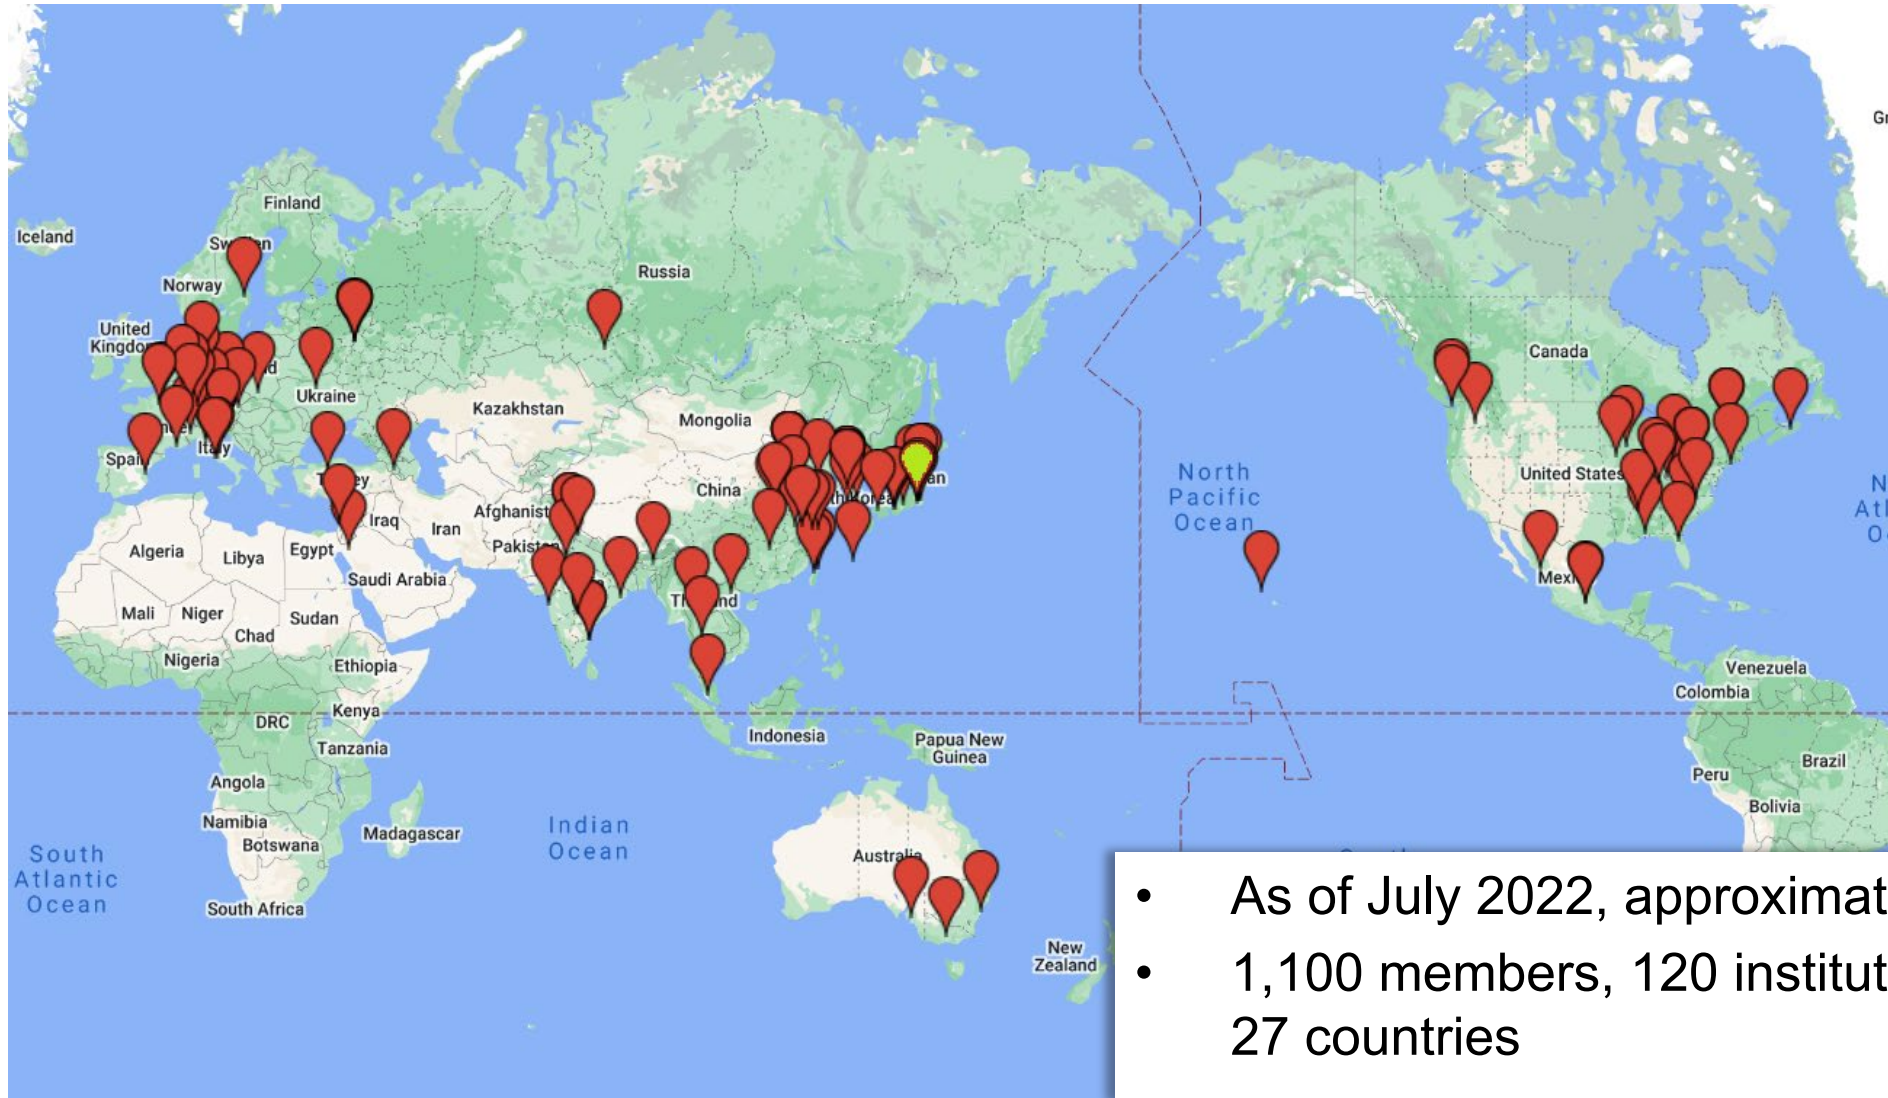 Finland
Iceland
Norway
Russia
United
Canada
Ukraine
Kazakhstan
Mongolia
Italy
North
Pacific
Ocean
United States
China
Iraq
Iran
Algeria
Libya
Egypt
Saudi Arabia
Mali
Niger
Sudan
Chad
Nigeria
Ethiopia
Venezuela
Colombia
DRC
Kenya
Tanzania
Indonesia
Papua New
Guinea
Brazil
Peru
Angola
Bolivia
Namibia
Botswana
Madagascar
Indian
Ocean
South
Atlantic
Ocean
South Africa
Australia
New
Zealand
• As of July 2022, approximat
• 1,100 members, 120 institut
27 countries